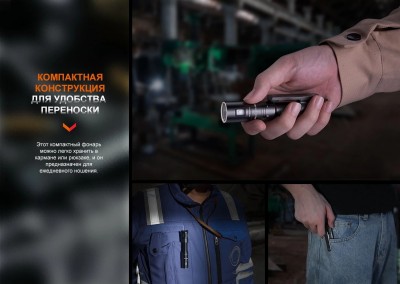 КОМПАКТНАЯ
КОНСТРУКЦИЯ
ДЛЯ УДОБСТВА
ПЕРЕНОСКИ
Этот компактный фонарь
можно легко хранить в
кармане или рюкзаке, и он
предназначен для
ежедневного ношения